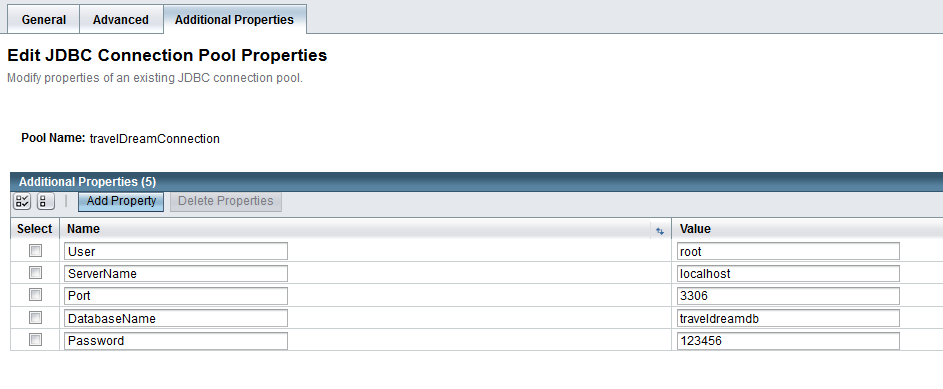 General Advanced Additional Properties
Edit JDBC Connection Pool Properties
Modify properties of an existing JDBC connection pool.
Pool Name: travelDreamConnection
Additional Properties (5)
Add Property Delete Properties
Select Name Value
User root
ServerName localhost
Port 3306
DatabaseName traveldreamdb
Password 123456